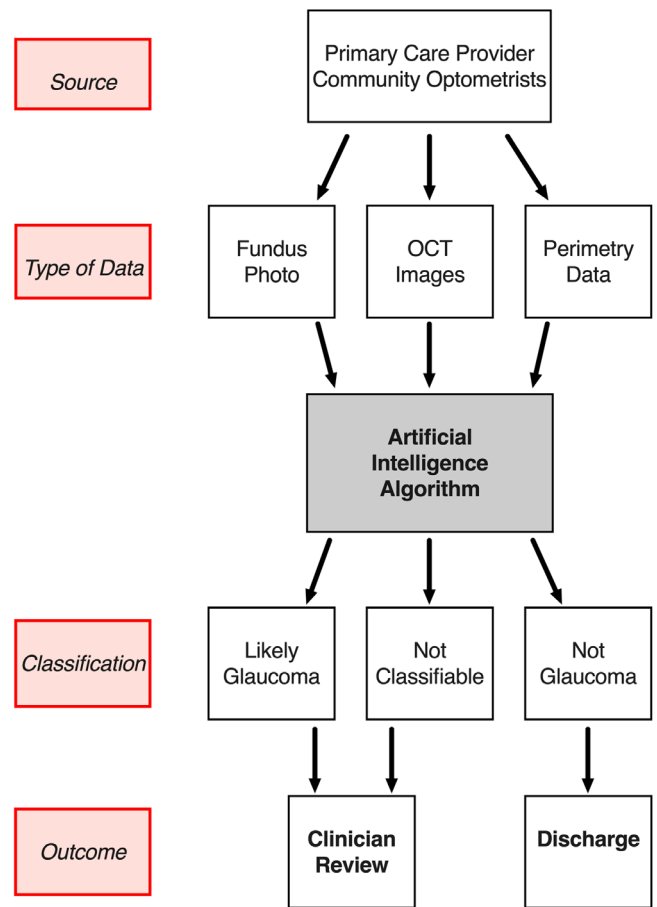 Source
Primary Care Provider
Community Optometrists
Type of Data
Fundus
Photo
OCT
Images
Perimetry
Data
Artificial
Intelligence
Algorithm
Classification
Likely
Glaucoma
Not
Classifiable
Not
Glaucoma
Outcome
Clinician
Review
Discharge